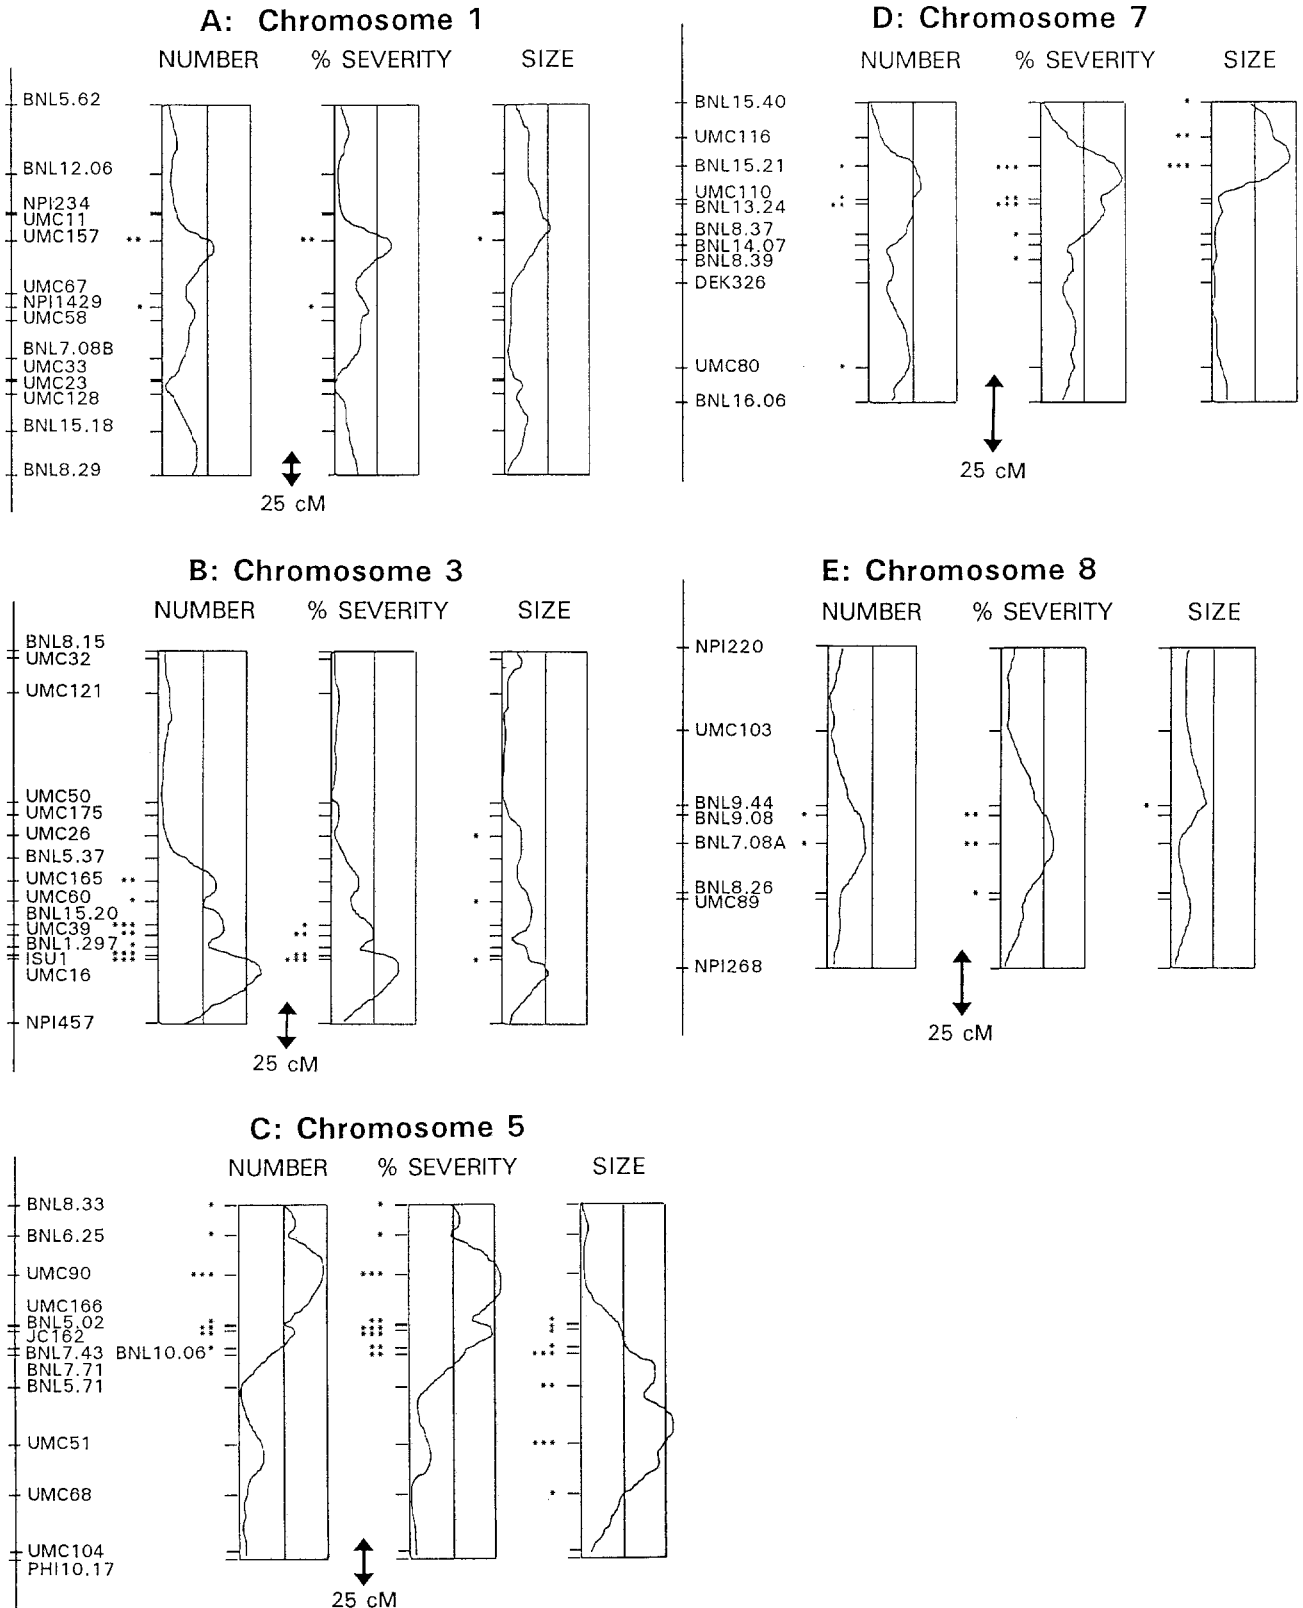 A: Chromosome 1
NUMBER % SEVERITY SIZE
BNL5.62
BNL12.06
NPI234
UMC11
UMC157 ** ** *
UMC67
NPI1429 * *
UMC58
BNL7.08B
UMC33
UMC23
UMC128
BNL15.18
BNL8.29
25 cM
B: Chromosome 3
NUMBER % SEVERITY SIZE
BNL8.15
UMC32
UMC121
UMC50
UMC175
UMC26 *
BNL5.37
UMC165 **
UMC60 * *
BNL15.20
UMC39 *** *
** **
BNL1.297 *
ISU1 *** ** 
*** *** *
UMC16
NPI457
25 cM
C: Chromosome 5
NUMBER % SEVERITY SIZE
BNL8.33 * *
BNL6.25 * *
UMC90 *** ***
UMC166
BNL5.02
JC162
BNL7.43 BNL10.06 * ** ***
BNL7.71
BNL5.71 **
UMC51 ***
UMC68 *
UMC104
PHI10.17
25 cM
D: Chromosome 7
NUMBER % SEVERITY SIZE
BNL15.40 *
UMC116 **
BNL15.21 * *** ***
UMC110 * **
BNL13.24 ** ***
BNL8.37 *
BNL14.07
BNL8.39 *
DEK326
UMC80 *
BNL16.06
25 cM
E: Chromosome 8
NUMBER % SEVERITY SIZE
NPI220
UMC103
BNL9.44 *
BNL9.08 * **
BNL7.08A * **
BNL8.26 *
UMC89
NPI268
25 cM